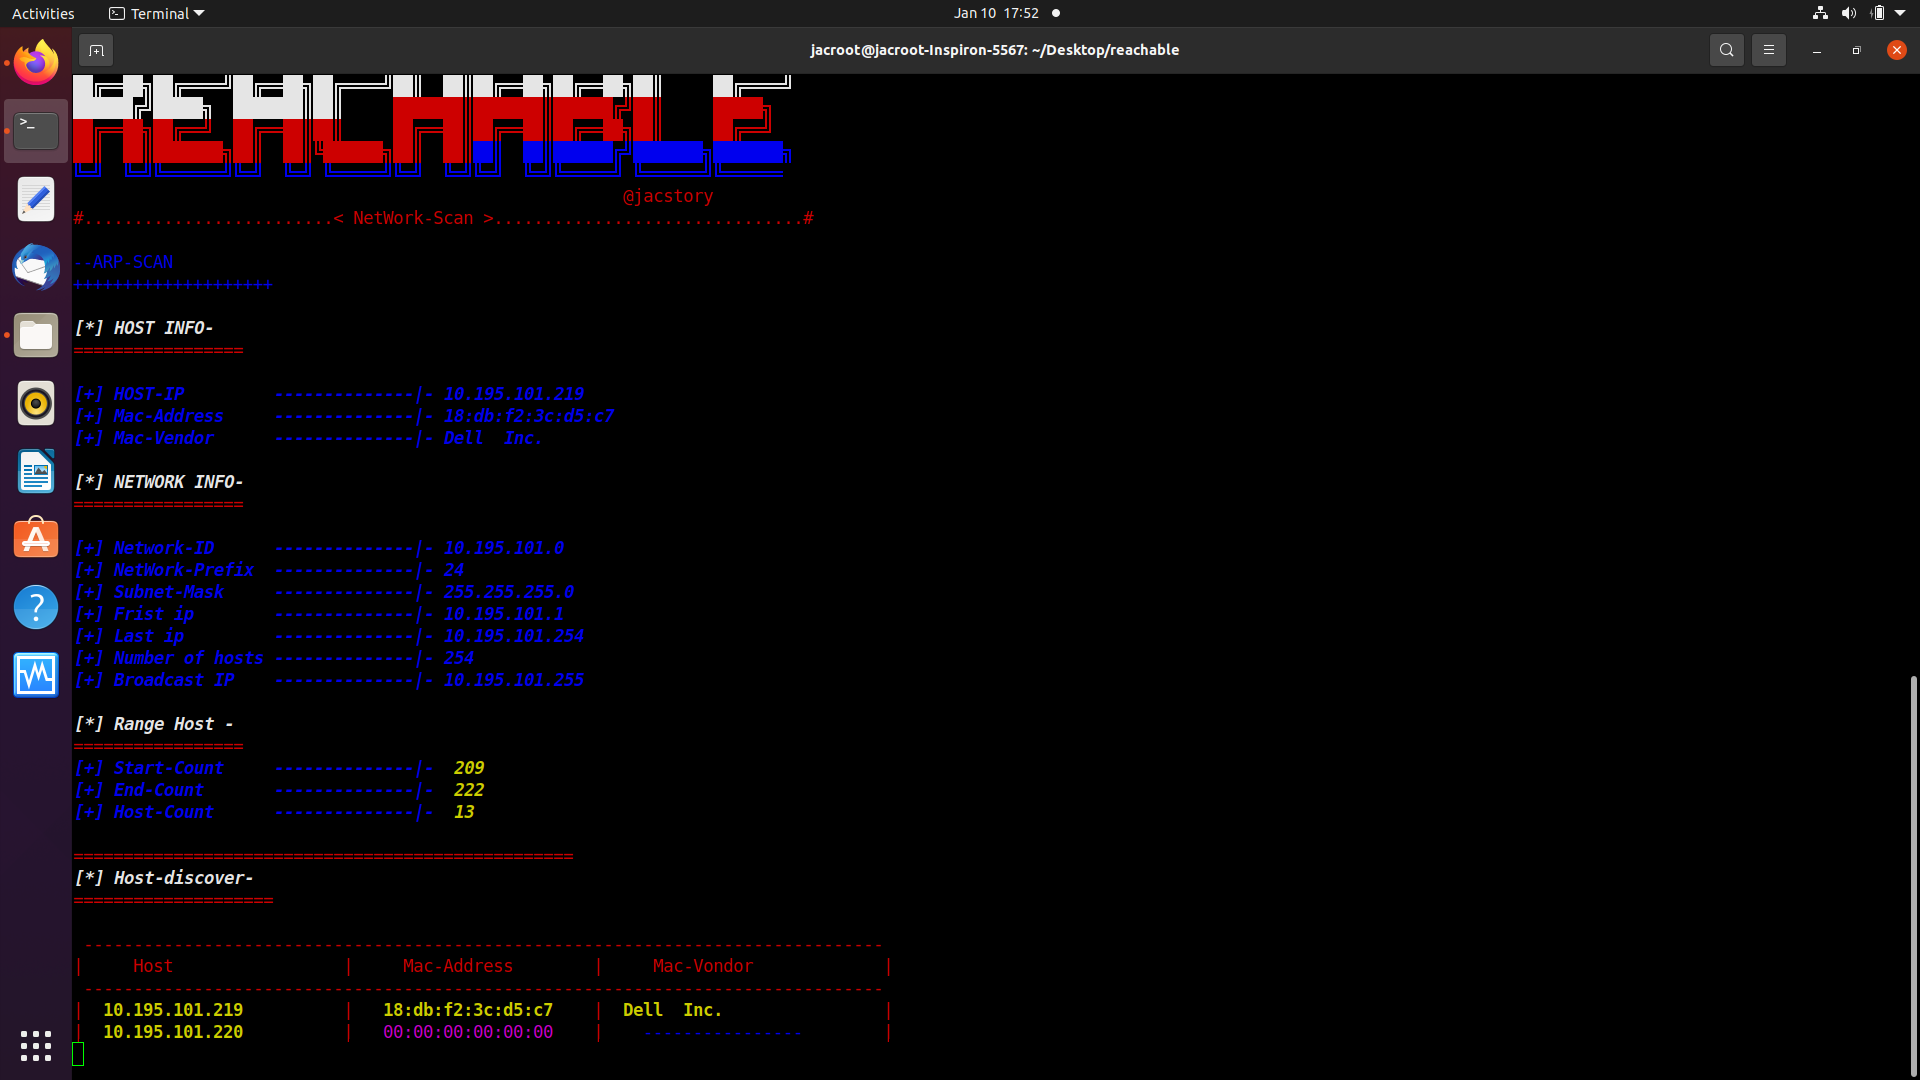 Activities Terminal Jan 10 17:52
jacroot@jacroot-Inspiron-5567: ~/Desktop/reachable
REACHABLE
@jacstory
#.........................< NetWork-Scan >...............................#
--ARP-SCAN
++++++++++++++++++++
[*] HOST INFO-
=================
[+] HOST-IP --------------|- 10.195.101.219
[+] Mac-Address --------------|- 18:db:f2:3c:d5:c7
[+] Mac-Vendor --------------|- Dell Inc.
[*] NETWORK INFO-
=================
[+] Network-ID --------------|- 10.195.101.0
[+] NetWork-Prefix --------------|- 24
[+] Subnet-Mask --------------|- 255.255.255.0
[+] Frist ip --------------|- 10.195.101.1
[+] Last ip --------------|- 10.195.101.254
[+] Number of hosts --------------|- 254
[+] Broadcast IP --------------|- 10.195.101.255
[*] Range Host -
=================
[+] Start-Count --------------|- 209
[+] End-Count --------------|- 222
[+] Host-Count --------------|- 13
==================================================
[*] Host-discover-
====================
--------------------------------------------------------------------------------
| Host | Mac-Address | Mac-Vondor |
--------------------------------------------------------------------------------
| 10.195.101.219 | 18:db:f2:3c:d5:c7 | Dell Inc. |
| 10.195.101.220 | 00:00:00:00:00:00 | ---------------- |